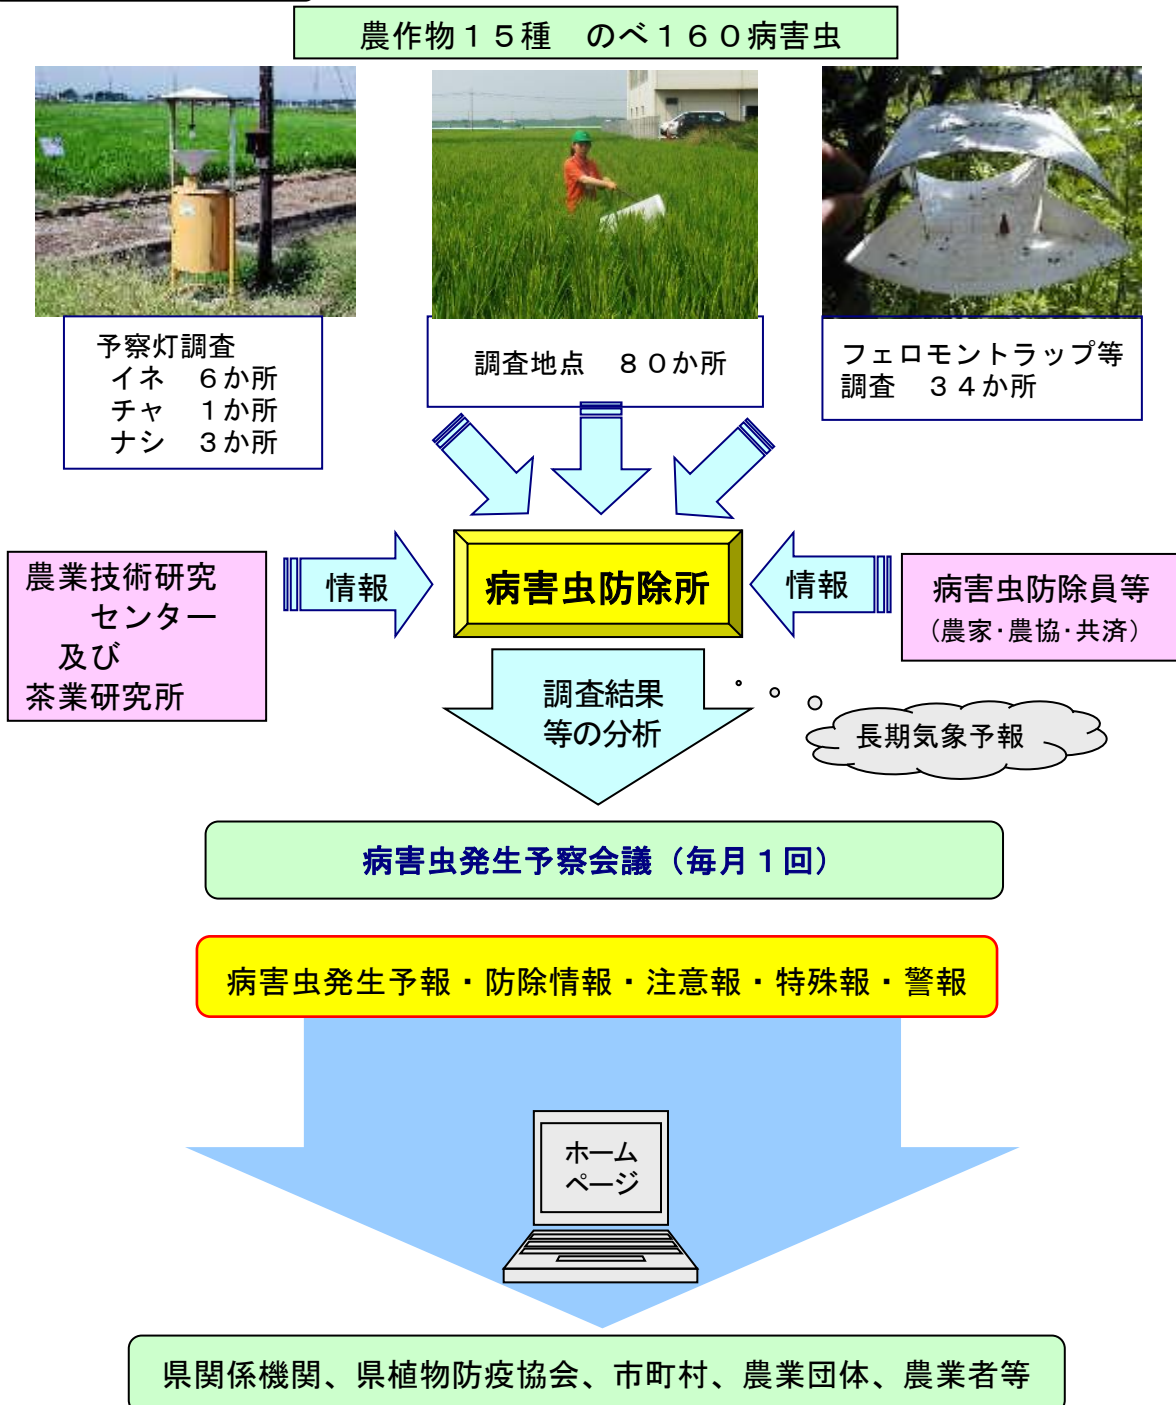 農作物１５種　のべ１６０病害虫
予察灯調査
イネ　６か所
チャ　１か所
ナシ　３か所
調査地点　８０か所
フェロモントラップ等
調査　３４か所
農業技術研究
センター
及び
茶業研究所
情報
病害虫防除所
情報
病害虫防除員等
（農家・農協・共済）
調査結果
等の分析
長期気象予報
病害虫発生予察会議（毎月１回）
病害虫発生予報・防除情報・注意報・特殊報・警報
ホーム
ページ
県関係機関、県植物防疫協会、市町村、農業団体、農業者等